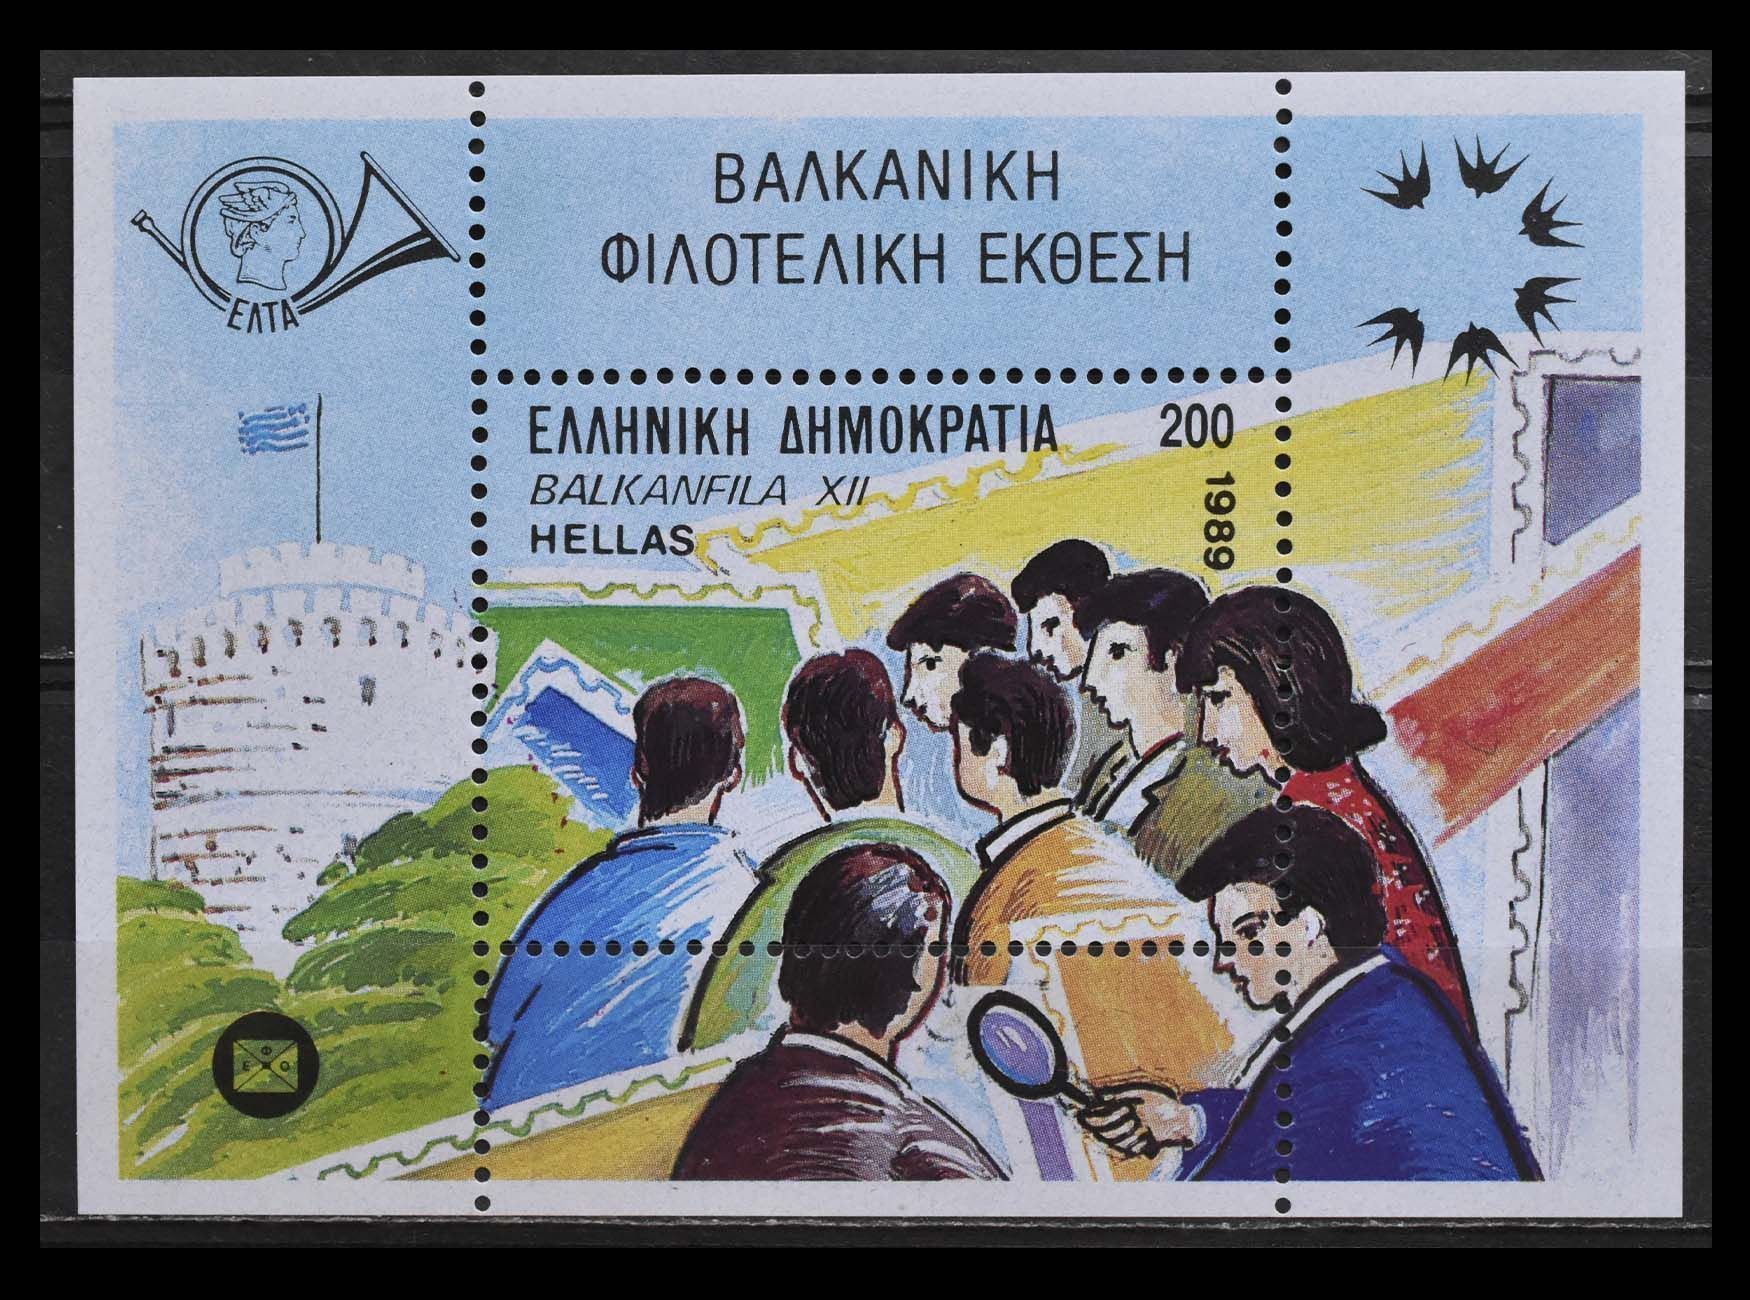 ΒΑΛΚΑΝΙΚΗ
ΦΙΛΟΤΕΛΙΚΗ ΕΚΘΕΣΗ
ΕΛΤΑ
ΕΛΛΗΝΙΚΗ ΔΗΜΟΚΡΑΤΙΑ 200
BALKANFILA XII
HELLAS
1989
Φ
Ε Ο